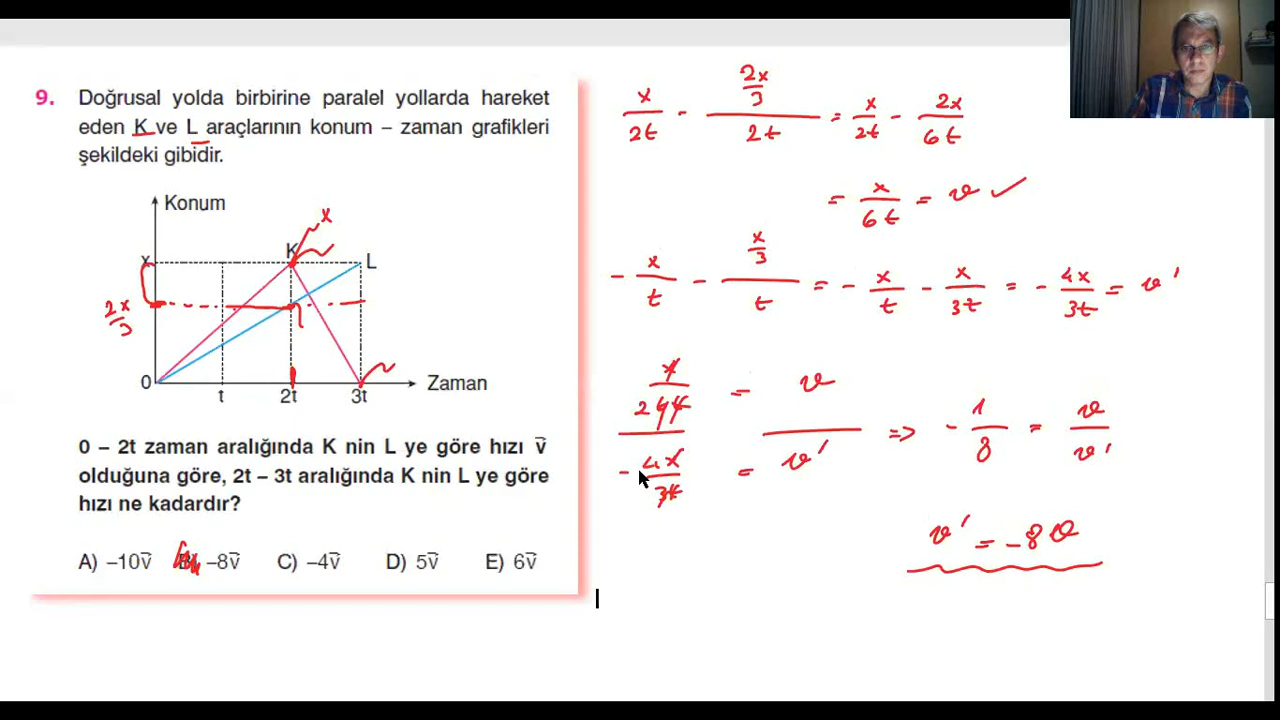 9. Doğrusal yolda birbirine paralel yollarda hareket
eden K ve L araçlarının konum – zaman grafikleri
şekildeki gibidir.
Konum
x
K
x
L
2x/3
0
t
2t
3t
Zaman
0 – 2t zaman aralığında K nin L ye göre hızı v⃗
olduğuna göre, 2t – 3t aralığında K nin L ye göre
hızı ne kadardır?
A) –10v⃗ B) –8v⃗ C) –4v⃗ D) 5v⃗ E) 6v⃗
x/2t - (2x/3)/2t = x/2t - 2x/6t
= x/6t = v ✓
- x/t - (x/3)/t = - x/t - x/3t = - 4x/3t = v'
- 1/8 = v/v'
v' = -8v